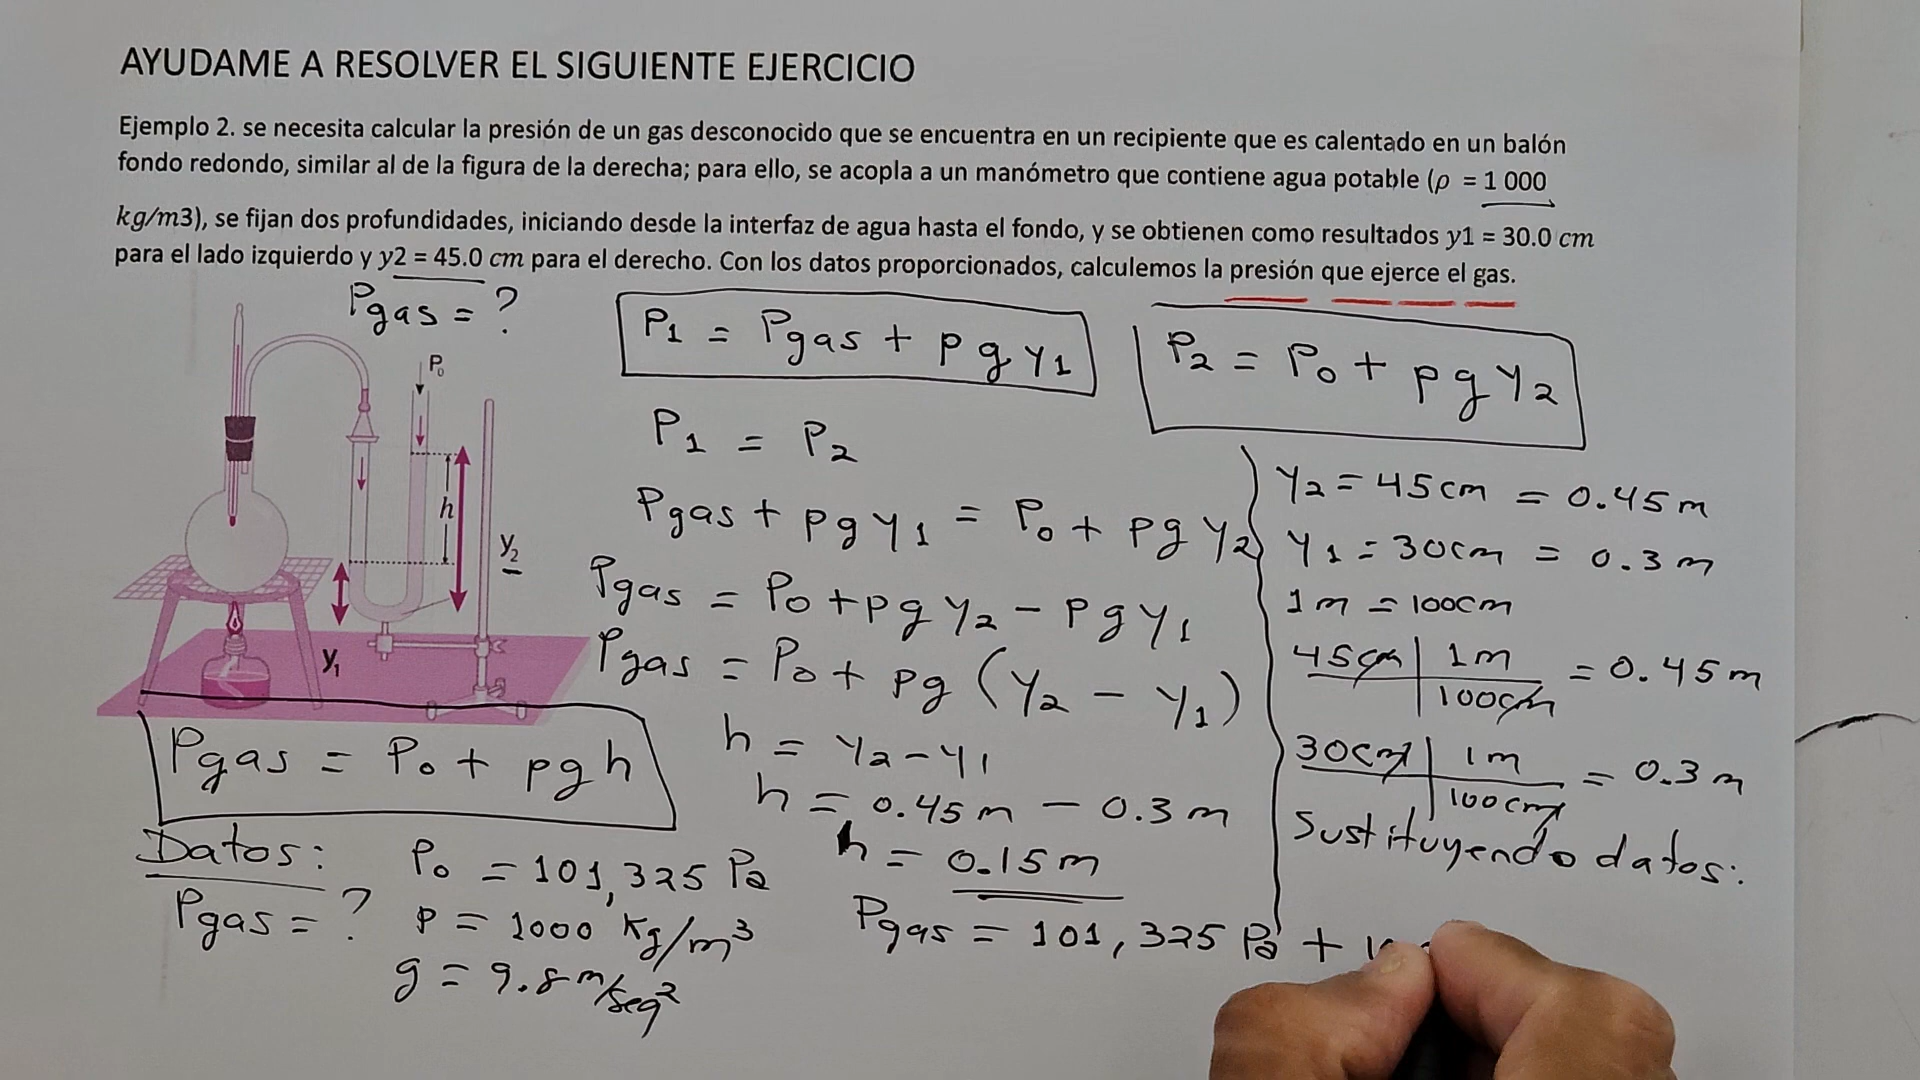 AYUDAME A RESOLVER EL SIGUIENTE EJERCICIO
Ejemplo 2. se necesita calcular la presión de un gas desconocido que se encuentra en un recipiente que es calentado en un balón
fondo redondo, similar al de la figura de la derecha; para ello, se acopla a un manómetro que contiene agua potable (ρ = 1 000
kg/m3), se fijan dos profundidades, iniciando desde la interfaz de agua hasta el fondo, y se obtienen como resultados y1 = 30.0 cm
para el lado izquierdo y y2 = 45.0 cm para el derecho. Con los datos proporcionados, calculemos la presión que ejerce el gas.
Pgas = ?
P₀
h
y₂
y₁
P₁ = Pgas + ρ g y₁
P₂ = P₀ + ρ g y₂
P₁ = P₂
Pgas + ρ g y₁ = P₀ + ρ g y₂
Pgas = P₀ + ρ g y₂ - ρ g y₁
Pgas = P₀ + ρ g (y₂ - y₁)
Pgas = P₀ + ρ g h
h = y₂ - y₁
h = 0.45 m - 0.3 m
h = 0.15 m
y₂ = 45 cm = 0.45 m
y₁ = 30 cm = 0.3 m
1 m = 100 cm
45 cm | 1 m = 0.45 m
100 cm
30 cm | 1 m = 0.3 m
100 cm
Sustituyendo datos:
Datos:
Pgas = ?
P₀ = 101,325 Pa
ρ = 1000 Kg/m³
g = 9.8 m/seg²
Pgas = 101,325 Pa +